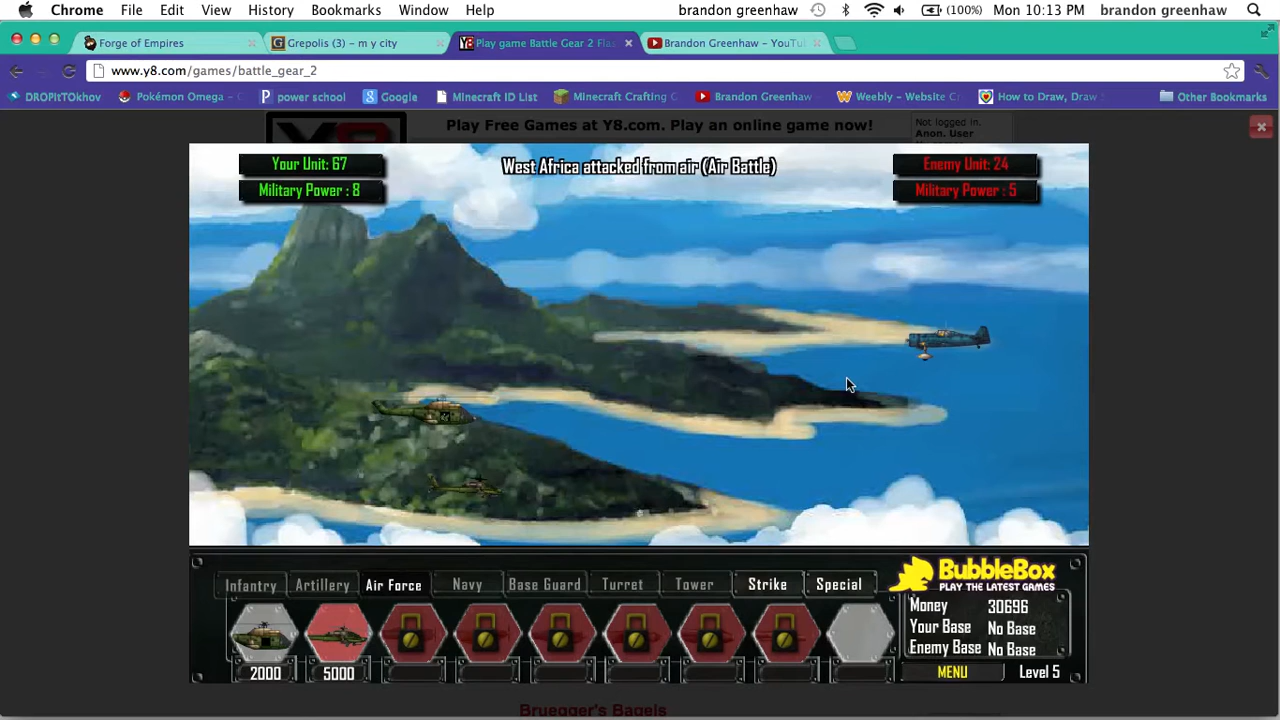 Chrome File Edit View History Bookmarks Window Help brandon greenhaw (100%) Mon 10:13 PM brandon greenhaw
Forge of Empires Grepolis (3) – m y city Play game Battle Gear 2 Flas Brandon Greenhaw – YouTu
www.y8.com/games/battle_gear_2
DROPitTOkhov Pokémon Omega – power school Google Minecraft ID List Minecraft Crafting G Brandon Greenhaw Weebly – Website Cr How to Draw, Draw S Other Bookmarks
Play Free Games at Y8.com. Play an online game now!
Not logged in.
Anon. User
Your Unit: 67
Military Power : 8
West Africa attacked from air (Air Battle)
Enemy Unit: 24
Military Power : 5
Infantry Artillery Air Force Navy Base Guard Turret Tower Strike Special
2000 5000
BubbleBox
PLAY THE LATEST GAMES
Money 30696
Your Base No Base
Enemy Base No Base
MENU Level 5
Bruegger's Bagels